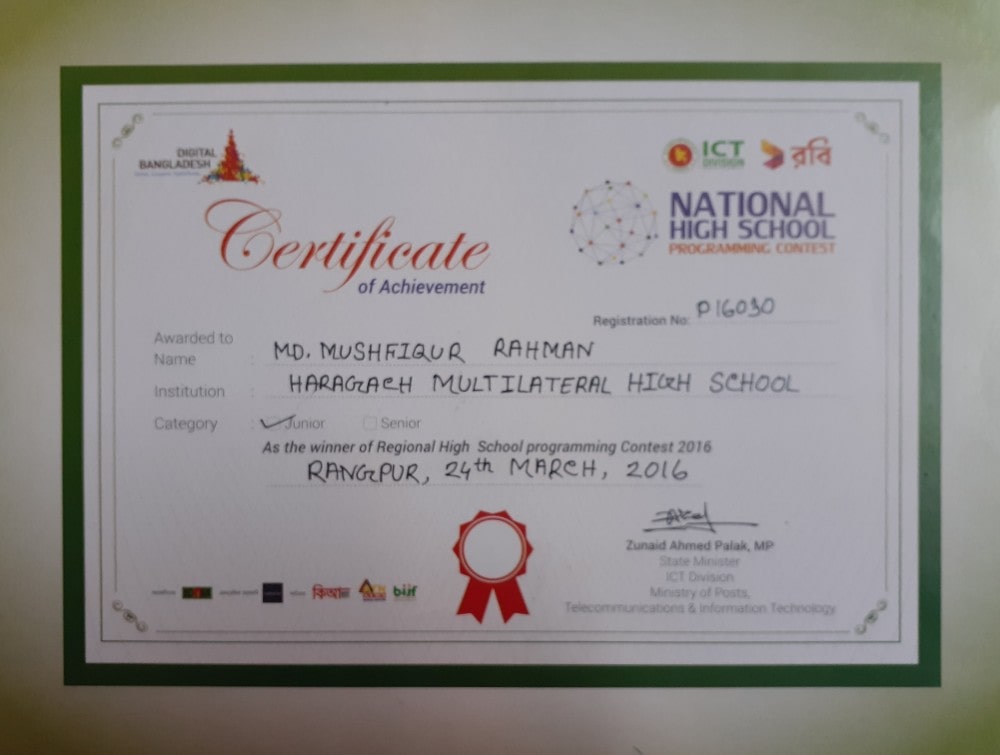 DIGITAL
BANGLADESH
ICT
DIVISION
রবি
NATIONAL
HIGH SCHOOL
PROGRAMMING CONTEST
Certificate
of Achievement
Registration No: P16030
Awarded to
Name : MD. MUSHFIQUR RAHMAN
Institution : HARAGACH MULTILATERAL HIGH SCHOOL
Category : Junior Senior
As the winner of Regional High School programming Contest 2016
RANGPUR, 24th MARCH, 2016
Zunaid Ahmed Palak, MP
State Minister
ICT Division
Ministry of Posts,
Telecommunications & Information Technology
কিআ
bijf